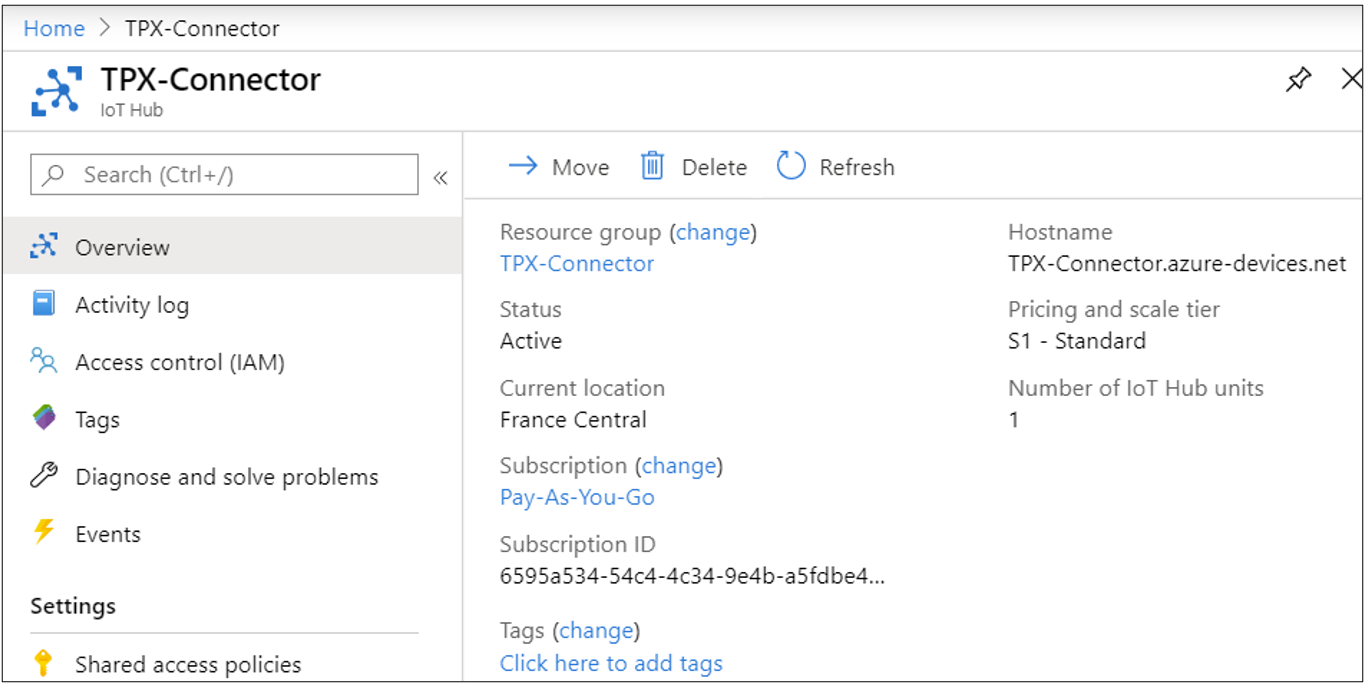 Home > TPX-Connector
TPX-Connector
IoT Hub
Search (Ctrl+/)
«
Overview
Activity log
Access control (IAM)
Tags
Diagnose and solve problems
Events
Settings
Shared access policies
Move Delete Refresh
Resource group (change)
TPX-Connector
Status
Active
Current location
France Central
Subscription (change)
Pay-As-You-Go
Subscription ID
6595a534-54c4-4c34-9e4b-a5fdbe4...
Tags (change)
Click here to add tags
Hostname
TPX-Connector.azure-devices.net
Pricing and scale tier
S1 - Standard
Number of IoT Hub units
1